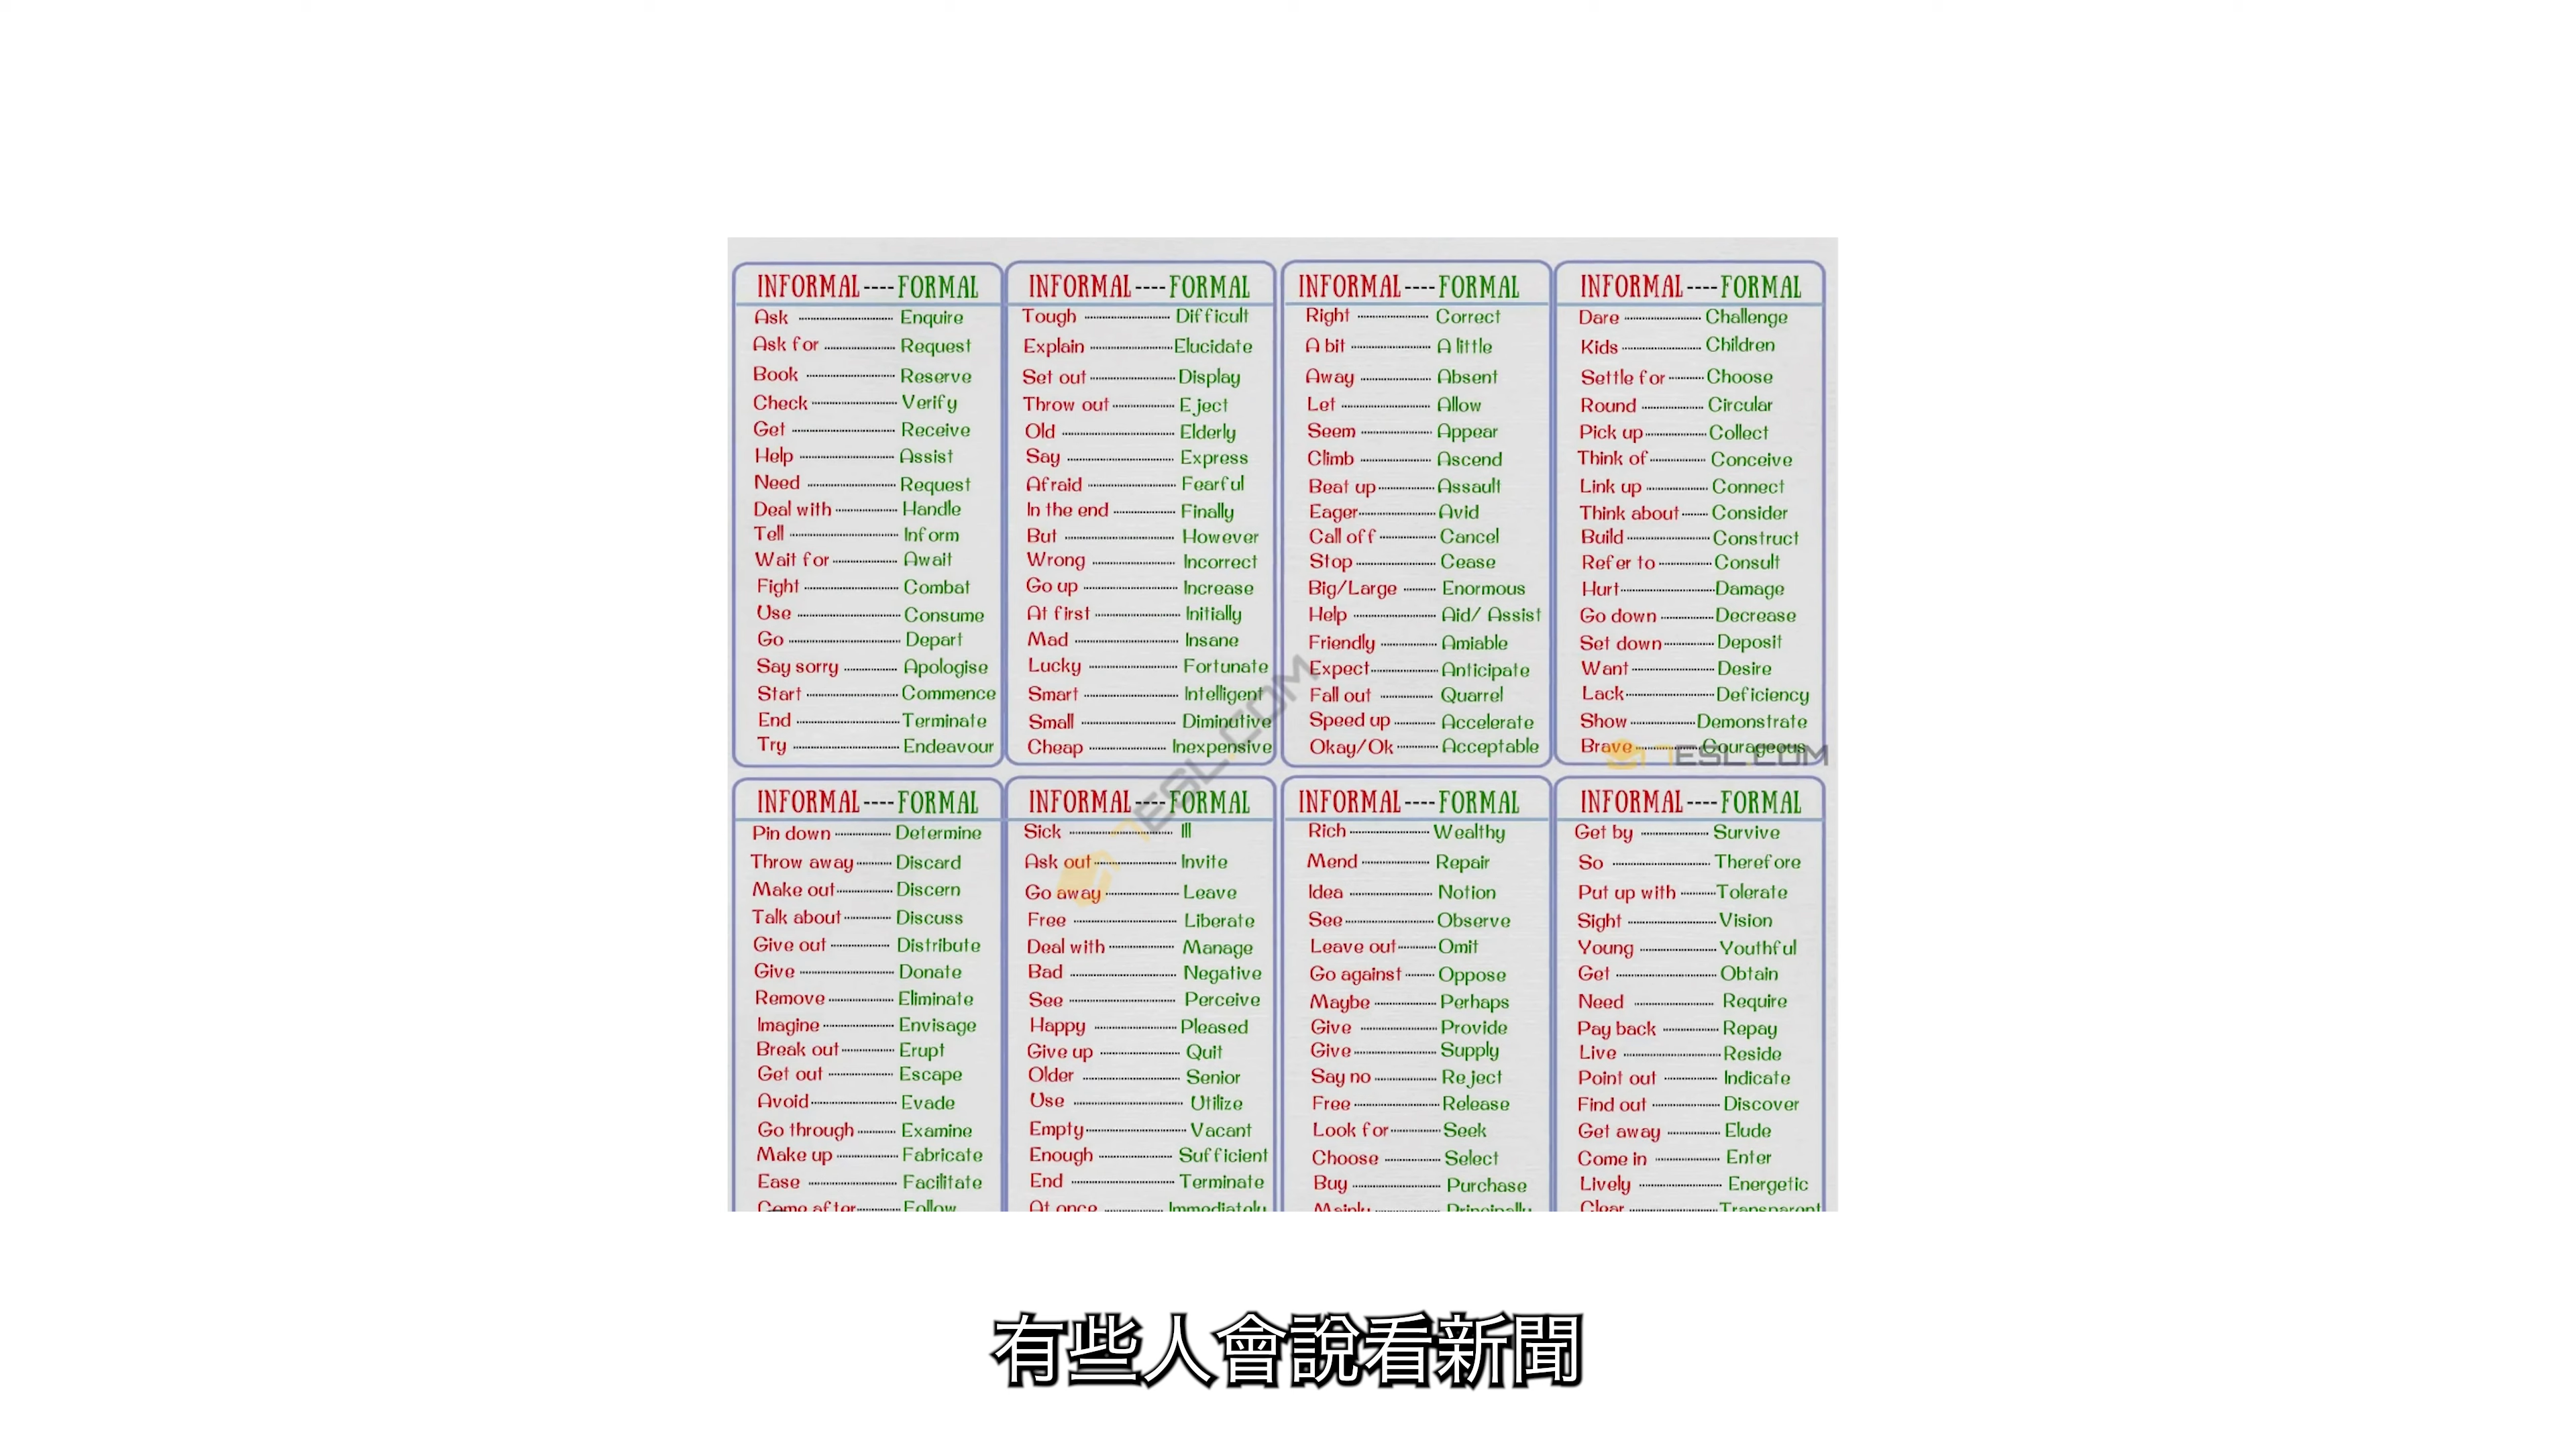 INFORMAL ---- FORMAL
Ask Enquire
Ask for Request
Book Reserve
Check Verify
Get Receive
Help Assist
Need Request
Deal with Handle
Tell Inform
Wait for Await
Fight Combat
Use Consume
Go Depart
Say sorry Apologise
Start Commence
End Terminate
Try Endeavour
INFORMAL ---- FORMAL
Tough Difficult
Explain Elucidate
Set out Display
Throw out Eject
Old Elderly
Say Express
Afraid Fearful
In the end Finally
But However
Wrong Incorrect
Go up Increase
At first Initially
Mad Insane
Lucky Fortunate
Smart Intelligent
Small Diminutive
Cheap Inexpensive
INFORMAL ---- FORMAL
Right Correct
A bit A little
Away Absent
Let Allow
Seem Appear
Climb Ascend
Beat up Assault
Eager Avid
Call off Cancel
Stop Cease
Big/Large Enormous
Help Aid/ Assist
Friendly Amiable
Expect Anticipate
Fall out Quarrel
Speed up Accelerate
Okay/Ok Acceptable
INFORMAL ---- FORMAL
Dare Challenge
Kids Children
Settle for Choose
Round Circular
Pick up Collect
Think of Conceive
Link up Connect
Think about Consider
Build Construct
Refer to Consult
Hurt Damage
Go down Decrease
Set down Deposit
Want Desire
Lack Deficiency
Show Demonstrate
Brave Courageous
7ESL.COM
7ESL.COM
INFORMAL ---- FORMAL
Pin down Determine
Throw away Discard
Make out Discern
Talk about Discuss
Give out Distribute
Give Donate
Remove Eliminate
Imagine Envisage
Break out Erupt
Get out Escape
Avoid Evade
Go through Examine
Make up Fabricate
Ease Facilitate
Come after Follow
INFORMAL ---- FORMAL
Sick Ill
Ask out Invite
Go away Leave
Free Liberate
Deal with Manage
Bad Negative
See Perceive
Happy Pleased
Give up Quit
Older Senior
Use Utilize
Empty Vacant
Enough Sufficient
End Terminate
At once Immediately
INFORMAL ---- FORMAL
Rich Wealthy
Mend Repair
Idea Notion
See Observe
Leave out Omit
Go against Oppose
Maybe Perhaps
Give Provide
Give Supply
Say no Reject
Free Release
Look for Seek
Choose Select
Buy Purchase
Mainly Principally
INFORMAL ---- FORMAL
Get by Survive
So Therefore
Put up with Tolerate
Sight Vision
Young Youthful
Get Obtain
Need Require
Pay back Repay
Live Reside
Point out Indicate
Find out Discover
Get away Elude
Come in Enter
Lively Energetic
Clear Transparent
有些人會說看新聞